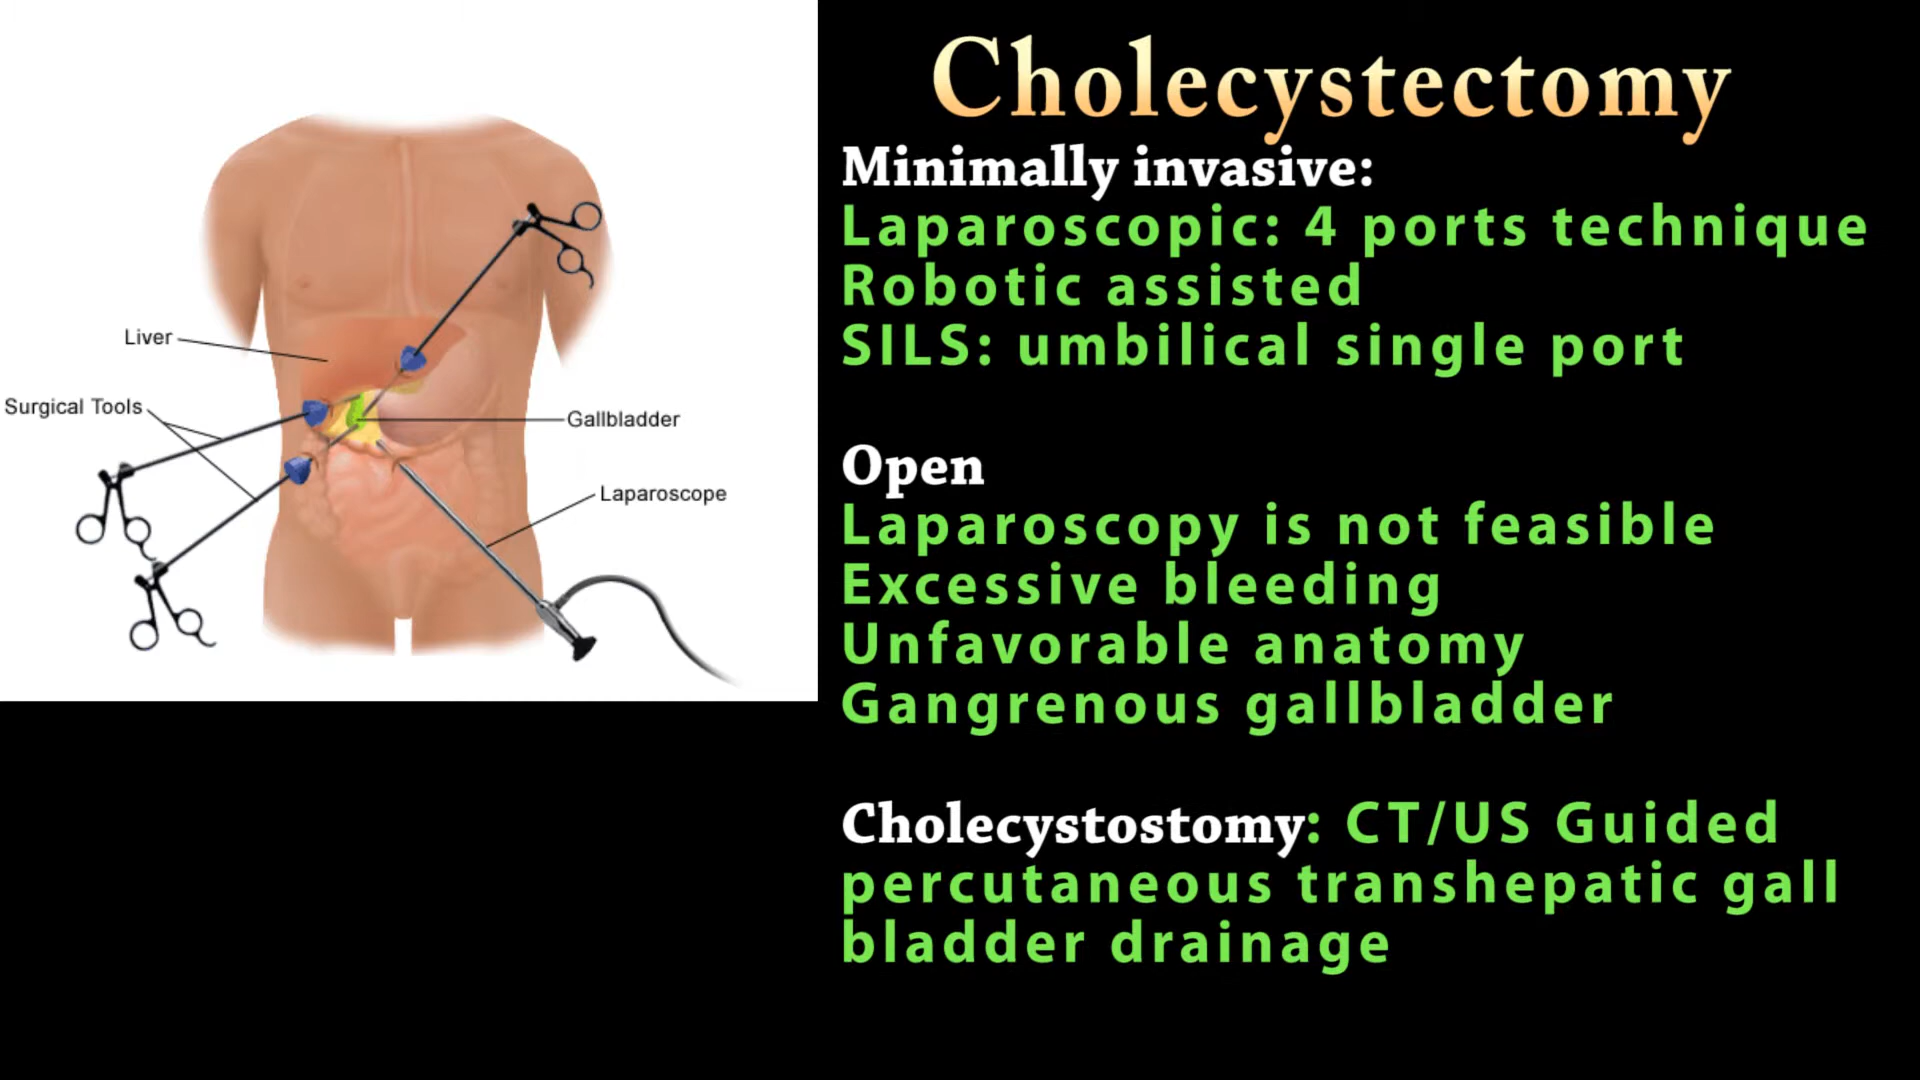 Cholecystectomy
Minimally invasive:
Laparoscopic: 4 ports technique
Robotic assisted
SILS: umbilical single port
Open
Laparoscopy is not feasible
Excessive bleeding
Unfavorable anatomy
Gangrenous gallbladder
Cholecystostomy: CT/US Guided
percutaneous transhepatic gall
bladder drainage
Liver
Surgical Tools
Gallbladder
Laparoscope